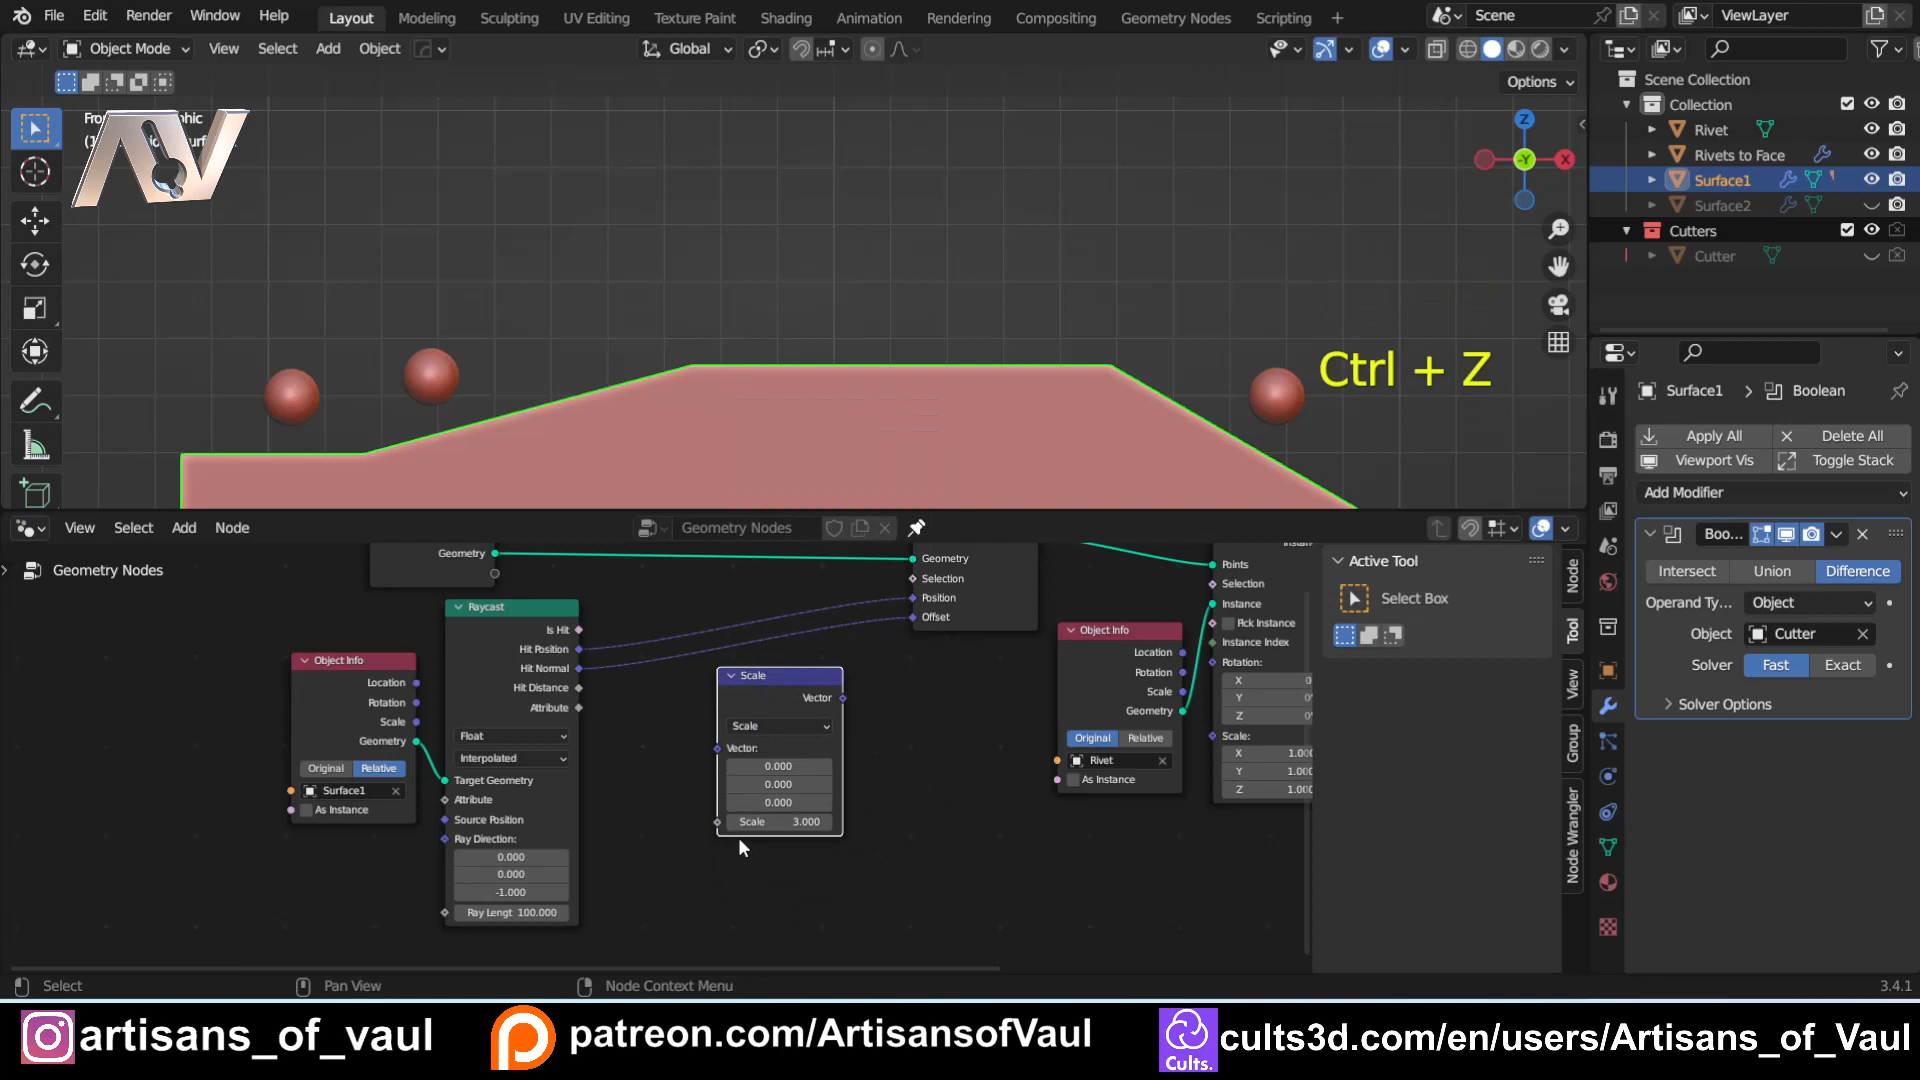 File Edit Render Window Help Layout Modeling Sculpting UV Editing Texture Paint Shading Animation Rendering Compositing Geometry Nodes Scripting + Scene ViewLayer
Object Mode View Select Add Object Global
Options
Scene Collection
Collection
Rivet
Rivets to Face
Surface1
Surface2
Cutters
Cutter
Z
X
-Y
Ctrl + Z
Surface1 > Boolean
Apply All Delete All
Viewport Vis Toggle Stack
Add Modifier
Boo...
Intersect Union Difference
Operand Ty... Object
Object Cutter
Solver Fast Exact
Solver Options
View Select Add Node Geometry Nodes
Geometry Nodes
Geometry
Geometry
Selection
Position
Offset
Raycast
Is Hit
Hit Position
Hit Normal
Hit Distance
Attribute
Float
Interpolated
Target Geometry
Attribute
Source Position
Ray Direction:
0.000
0.000
-1.000
Ray Lengt 100.000
Object Info
Location
Rotation
Scale
Geometry
Original Relative
Surface1
As Instance
Scale
Vector
Scale
Vector:
0.000
0.000
0.000
Scale 3.000
Object Info
Location
Rotation
Scale
Geometry
Original Relative
Rivet
As Instance
Points
Selection
Instance
Pick Instance
Instance Index
Rotation:
X
Y
Z
Scale:
X 1.000
Y 1.000
Z 1.000
Active Tool
Select Box
Node
Tool
View
Group
Node Wrangler
Select Pan View Node Context Menu 3.4.1
artisans_of_vaul patreon.com/ArtisansofVaul Cults. cults3d.com/en/users/Artisans_of_Vaul